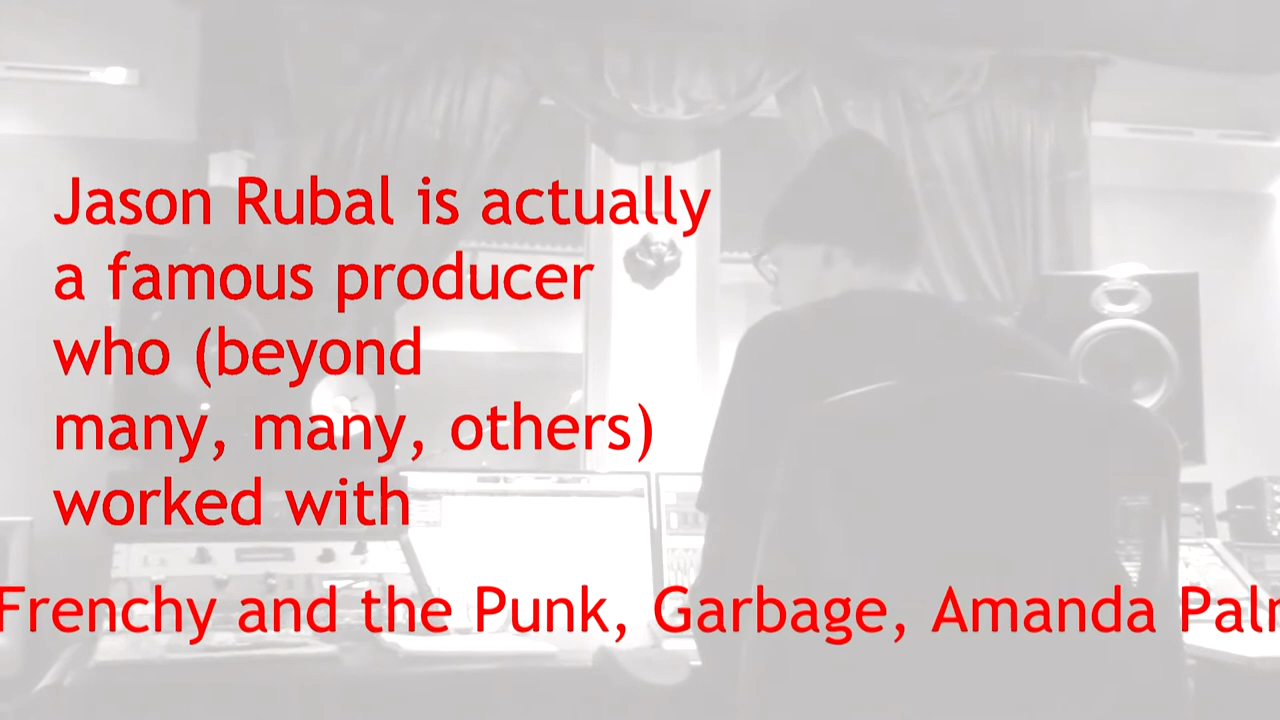 Jason Rubal is actually
a famous producer
who (beyond
many, many, others)
worked with
Frenchy and the Punk, Garbage, Amanda